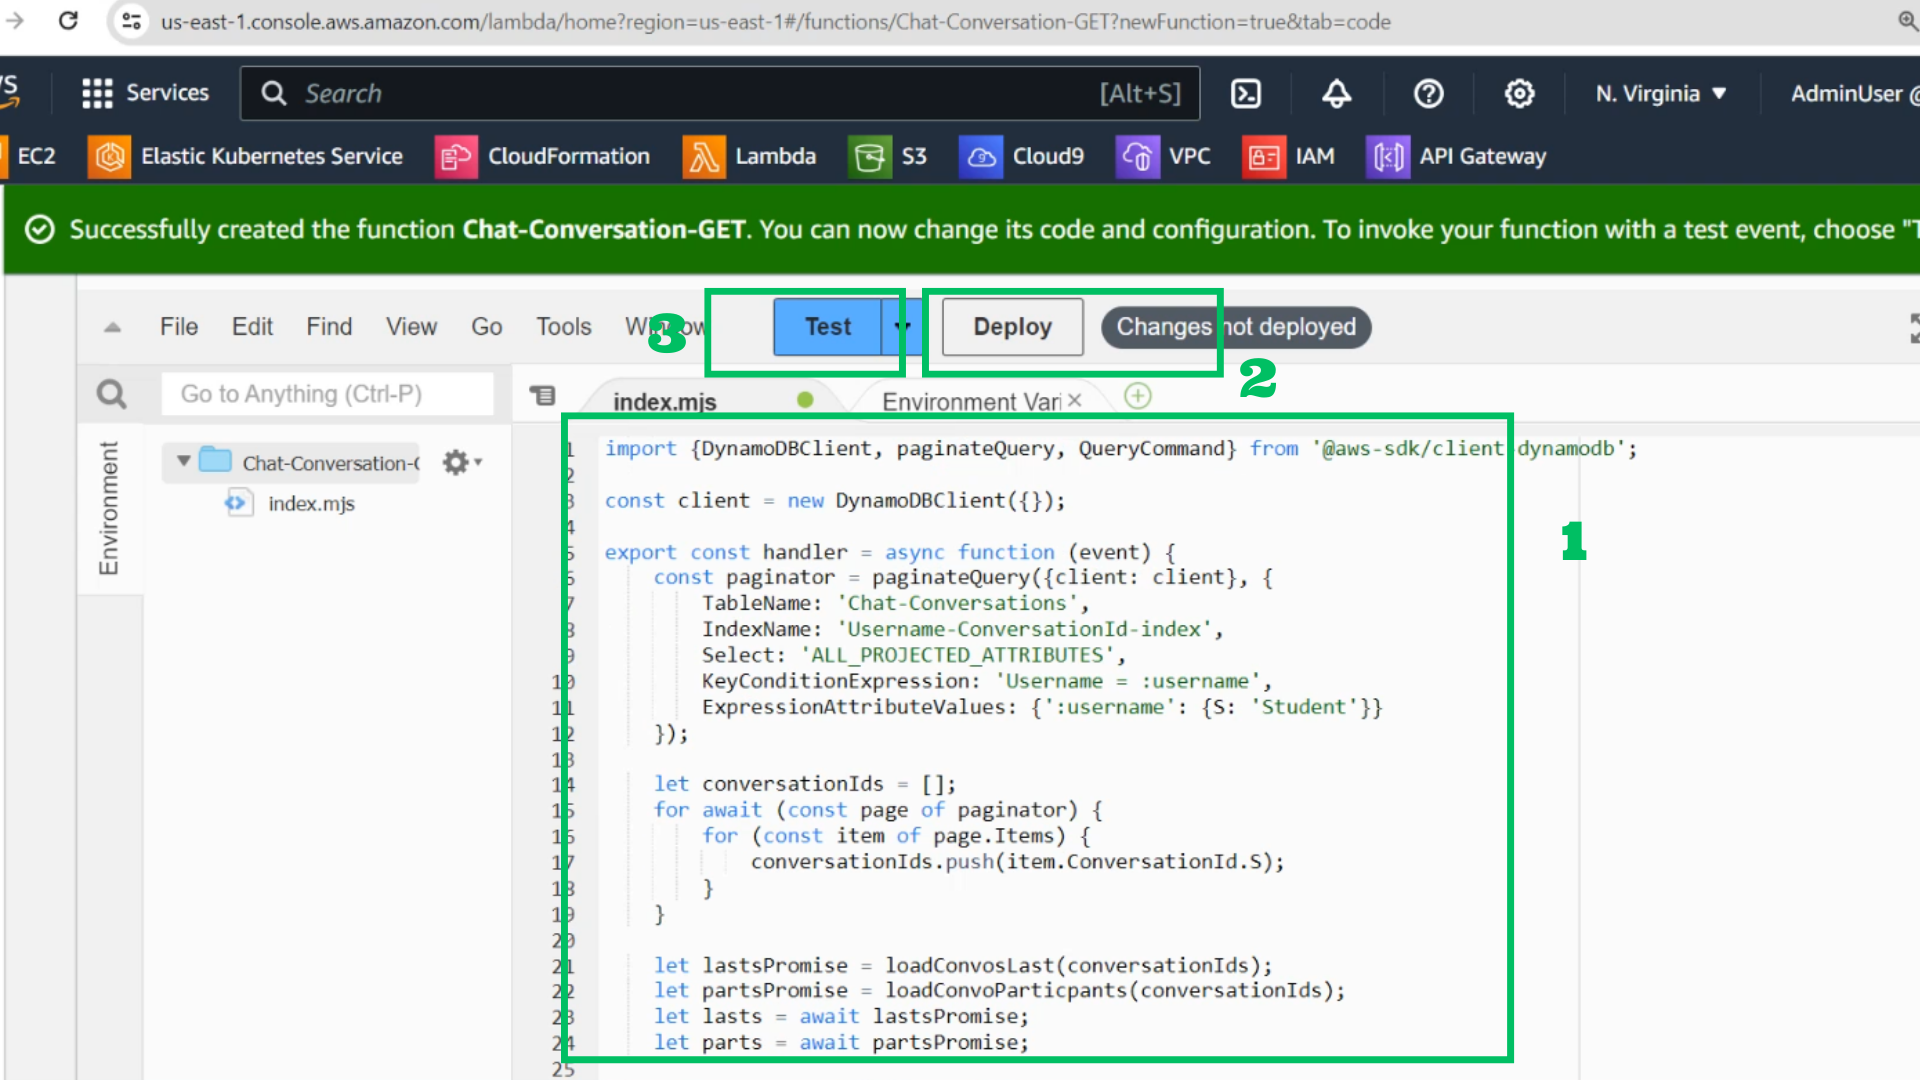 us-east-1.console.aws.amazon.com/lambda/home?region=us-east-1#/functions/Chat-Conversation-GET?newFunction=true&tab=code
Services
Search
[Alt+S]
N. Virginia
AdminUser @
EC2
Elastic Kubernetes Service
CloudFormation
Lambda
S3
Cloud9
VPC
IAM
API Gateway
Successfully created the function Chat-Conversation-GET. You can now change its code and configuration. To invoke your function with a test event, choose "T
File Edit Find View Go Tools Window
3
Test
Deploy
Changes not deployed
2
Go to Anything (Ctrl-P)
index.mjs
Environment Vari
Environment
Chat-Conversation-
index.mjs
1
1 import {DynamoDBClient, paginateQuery, QueryCommand} from '@aws-sdk/client-dynamodb';
2
3 const client = new DynamoDBClient({});
4
5 export const handler = async function (event) {
6 const paginator = paginateQuery({client: client}, {
7 TableName: 'Chat-Conversations',
8 IndexName: 'Username-ConversationId-index',
9 Select: 'ALL_PROJECTED_ATTRIBUTES',
10 KeyConditionExpression: 'Username = :username',
11 ExpressionAttributeValues: {':username': {S: 'Student'}}
12 });
13
14 let conversationIds = [];
15 for await (const page of paginator) {
16 for (const item of page.Items) {
17 conversationIds.push(item.ConversationId.S);
18 }
19 }
20
21 let lastsPromise = loadConvosLast(conversationIds);
22 let partsPromise = loadConvoParticpants(conversationIds);
23 let lasts = await lastsPromise;
24 let parts = await partsPromise;
25